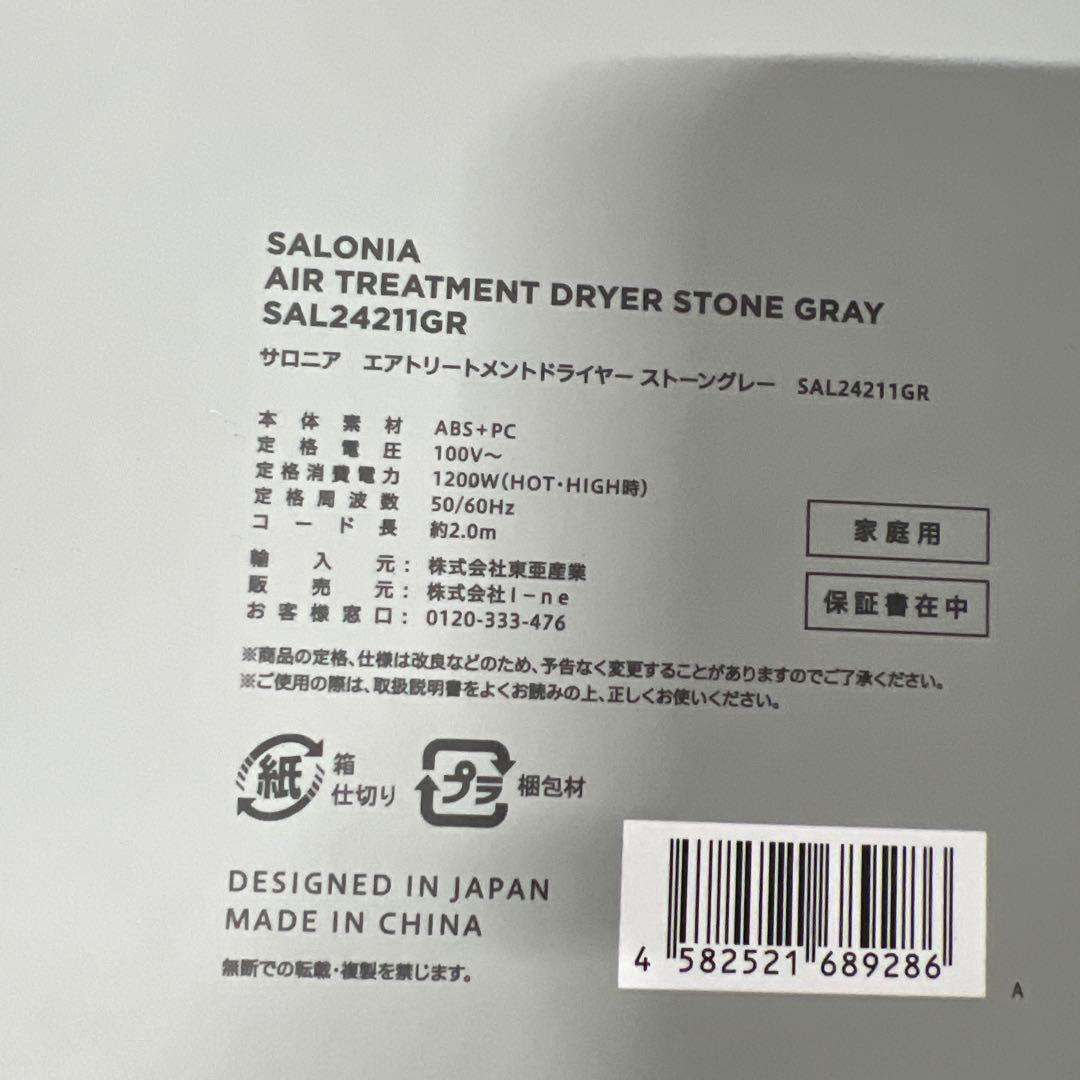 SALONIA
AIR TREATMENT DRYER STONE GRAY
SAL24211GR
サロニア エアトリートメントドライヤー ストーングレー SAL24211GR
本体素材 ABS+PC
定格電圧 100V～
定格消費電力 1200W(HOT・HIGH時)
定格周波数 50/60Hz
コード長 約2.0m
輸入元：株式会社東亜産業
販売元：株式会社I-ne
お客様窓口：0120-333-476
家庭用
保証書在中
※商品の定格、仕様は改良などのため、予告なく変更することがありますのでご了承ください。
※ご使用の際は、取扱説明書をよくお読みの上、正しくお使いください。
紙 箱
仕切り
プラ 梱包材
DESIGNED IN JAPAN
MADE IN CHINA
無断での転載・複製を禁じます。
4 582521 689286
A